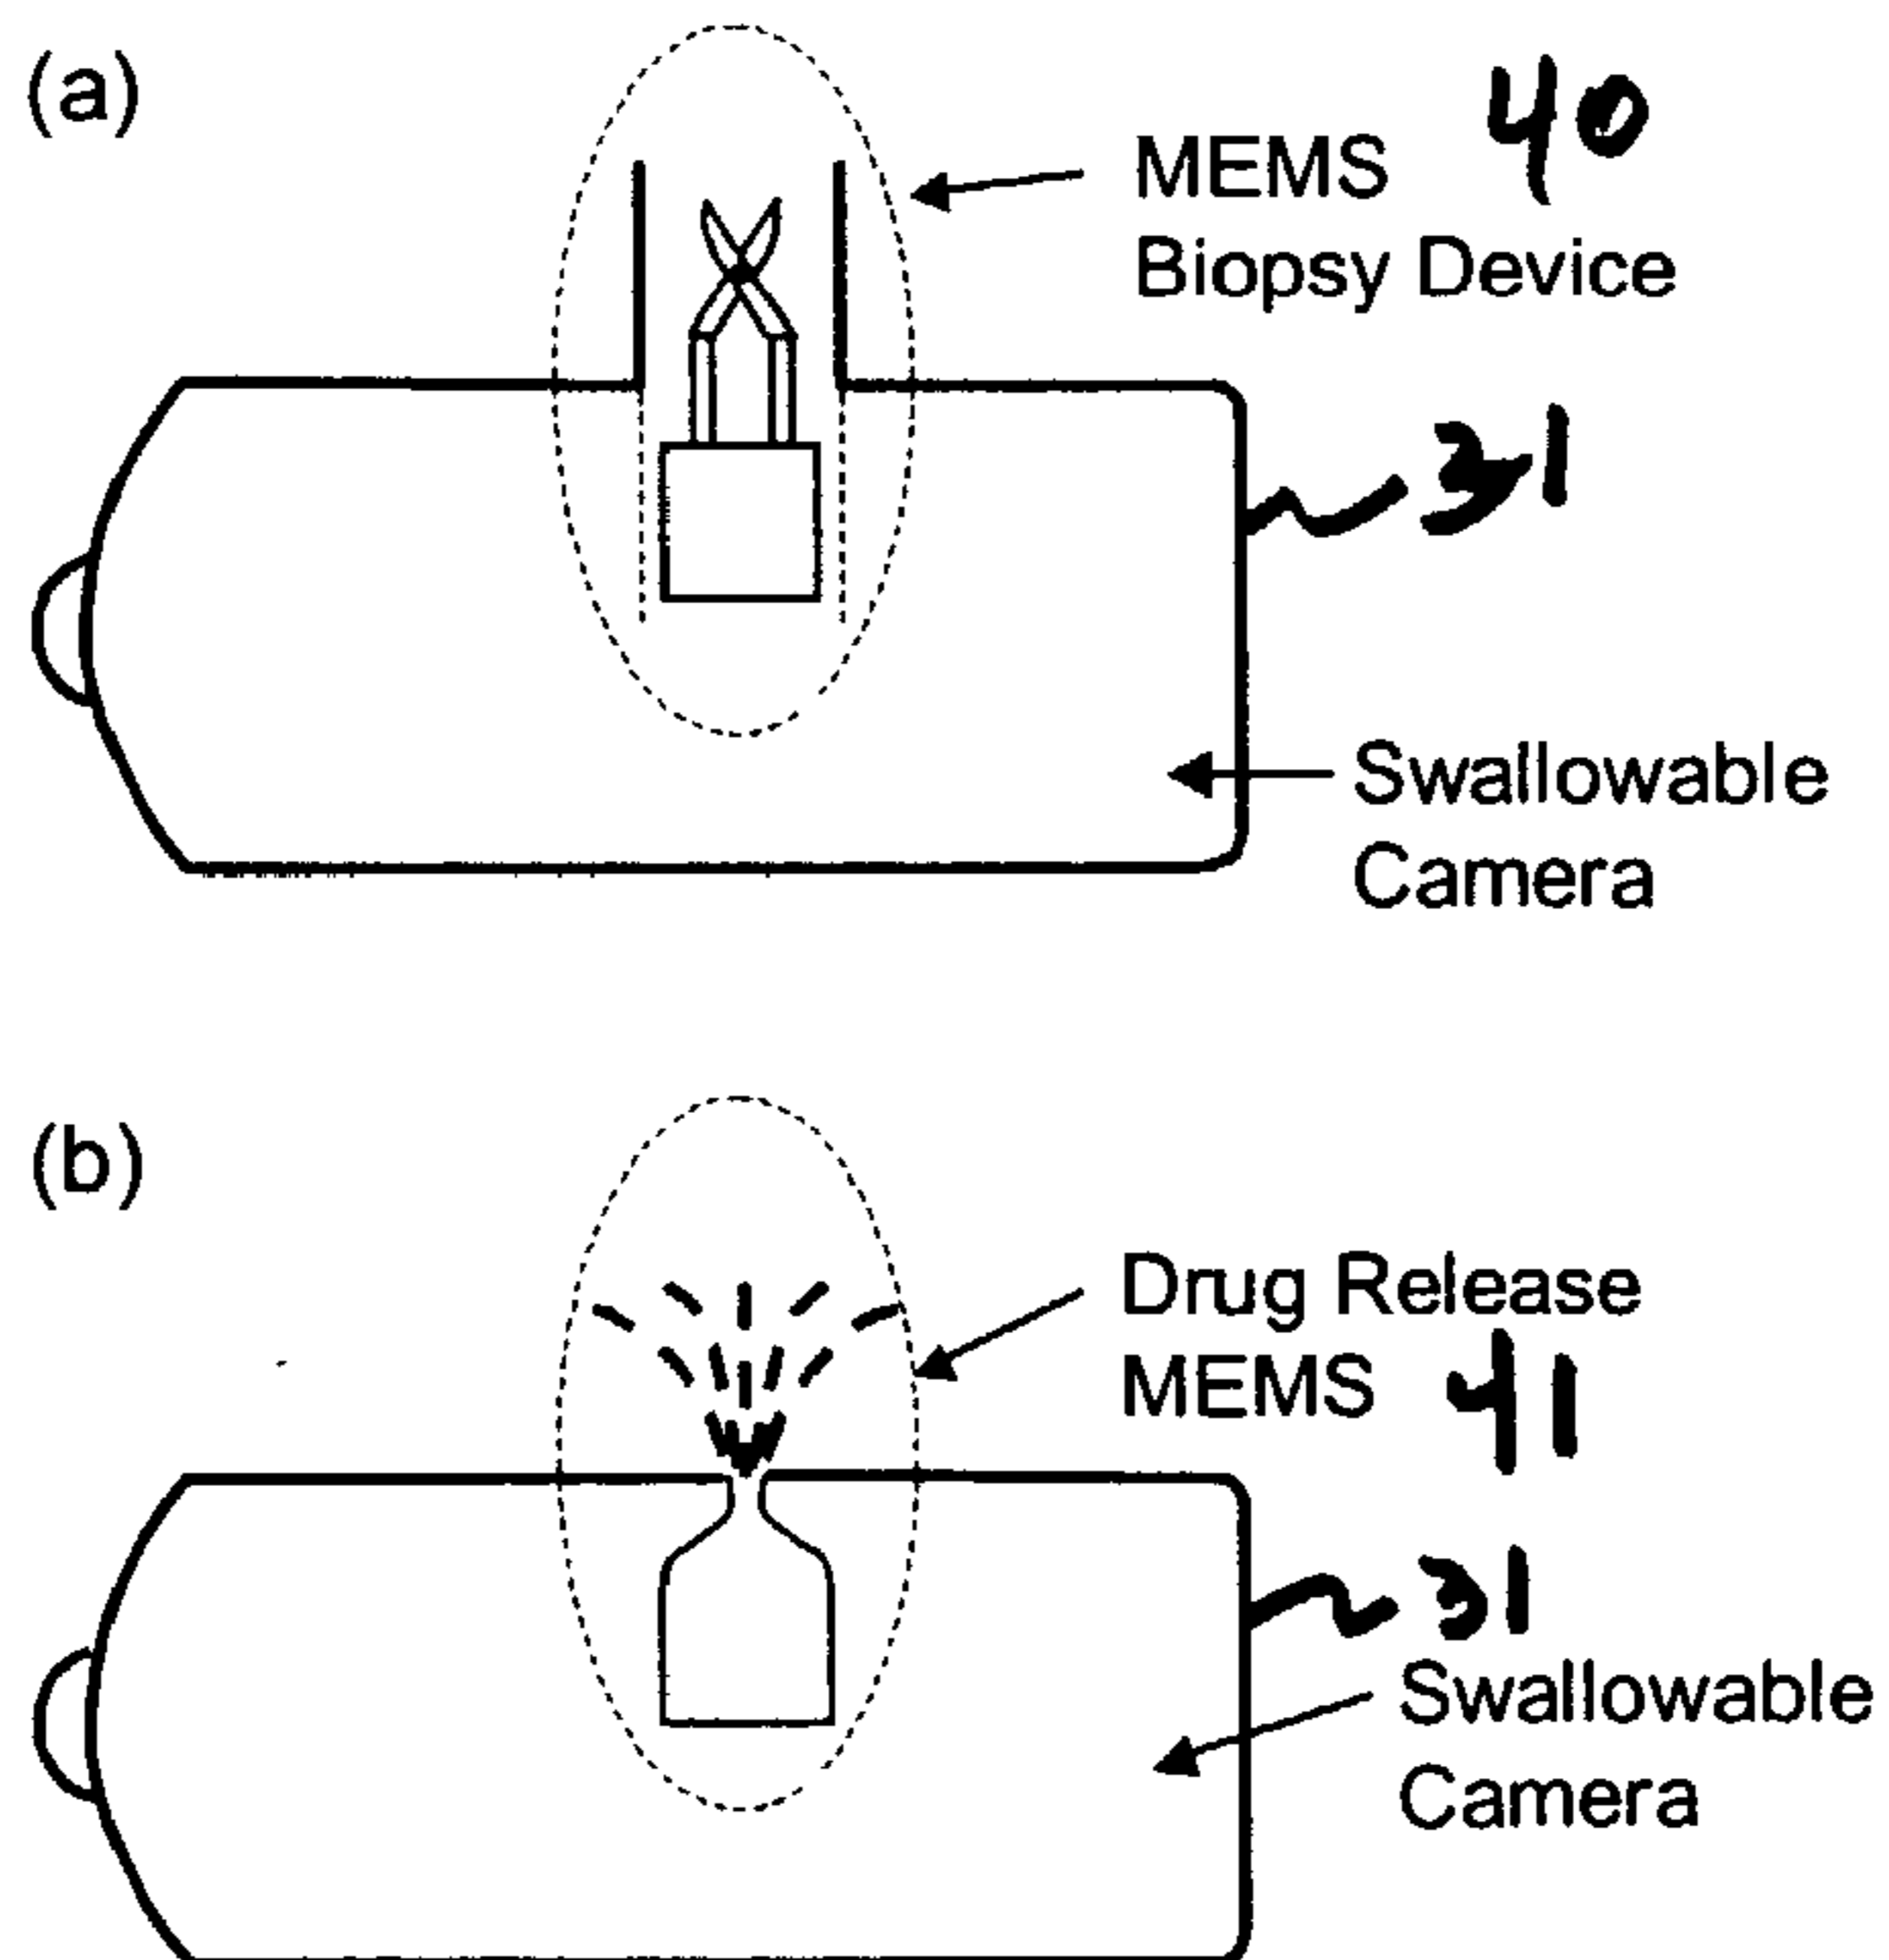 (a)
MEMS 40
Biopsy Device
31
Swallowable
Camera
(b)
Drug Release
MEMS 41
31
Swallowable
Camera